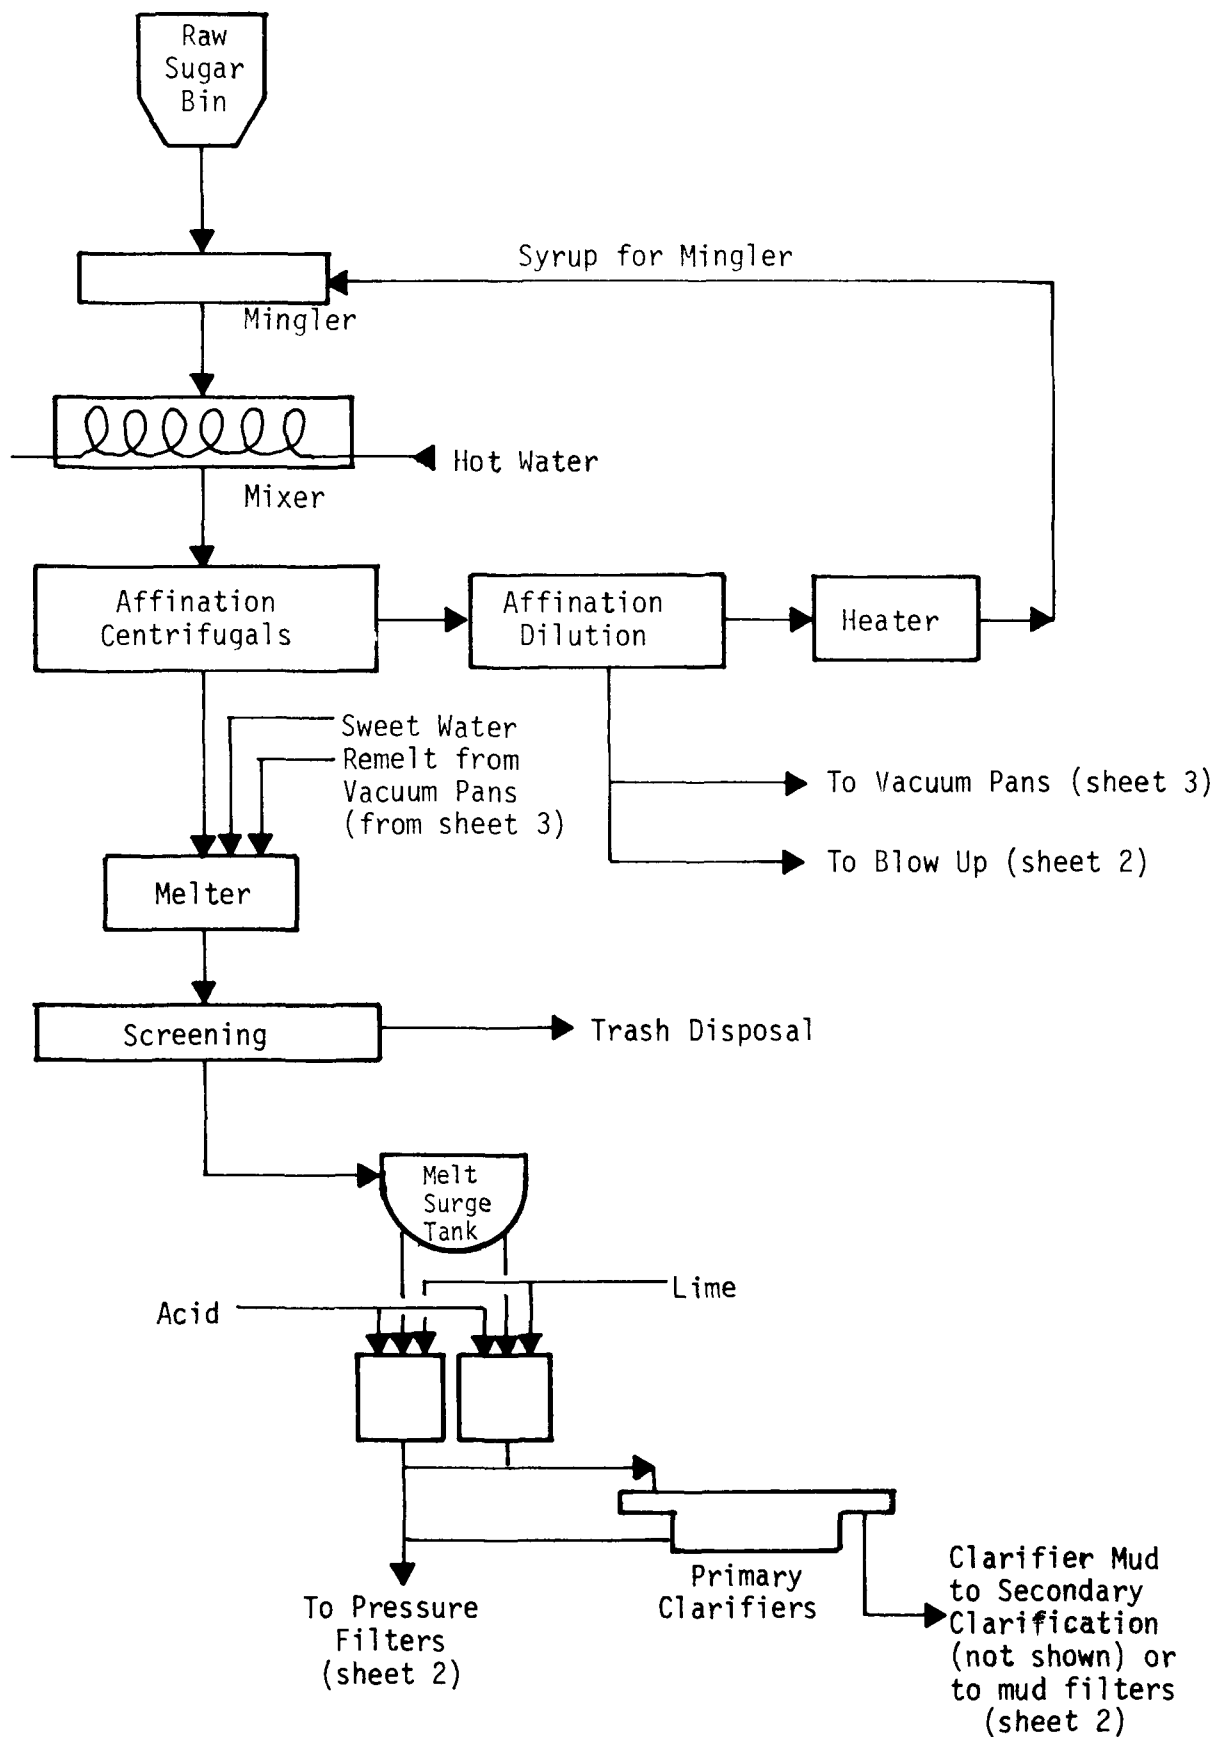 Raw
Sugar
Bin
Syrup for Mingler
Mingler
Hot Water
Mixer
Affination
Centrifugals
Affination
Dilution
Heater
Sweet Water
Remelt from
Vacuum Pans
(from sheet 3)
To Vacuum Pans (sheet 3)
To Blow Up (sheet 2)
Melter
Screening
Trash Disposal
Melt
Surge
Tank
Lime
Acid
Primary
Clarifiers
To Pressure
Filters
(sheet 2)
Clarifier Mud
to Secondary
Clarification
(not shown) or
to mud filters
(sheet 2)